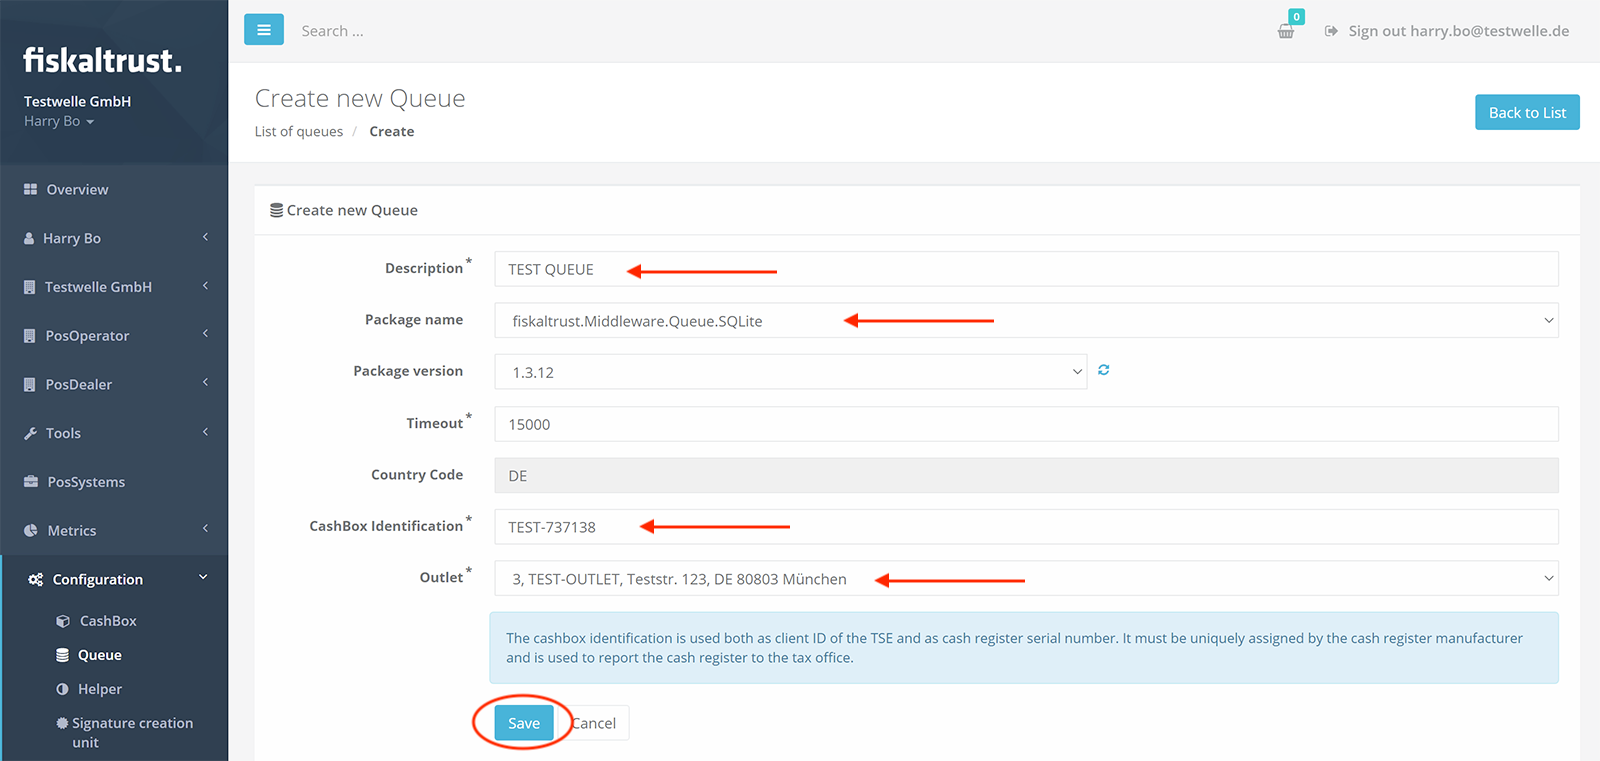 fiskaltrust.
Testwelle GmbH
Harry Bo
Overview
Harry Bo
Testwelle GmbH
PosOperator
PosDealer
Tools
PosSystems
Metrics
Configuration
CashBox
Queue
Helper
Signature creation
unit
Search ...
0
Sign out harry.bo@testwelle.de
Create new Queue
List of queues / Create
Back to List
Create new Queue
Description* TEST QUEUE
Package name fiskaltrust.Middleware.Queue.SQLite
Package version 1.3.12
Timeout* 15000
Country Code DE
CashBox Identification* TEST-737138
Outlet* 3, TEST-OUTLET, Teststr. 123, DE 80803 München
The cashbox identification is used both as client ID of the TSE and as cash register serial number. It must be uniquely assigned by the cash register manufacturer
and is used to report the cash register to the tax office.
Save Cancel